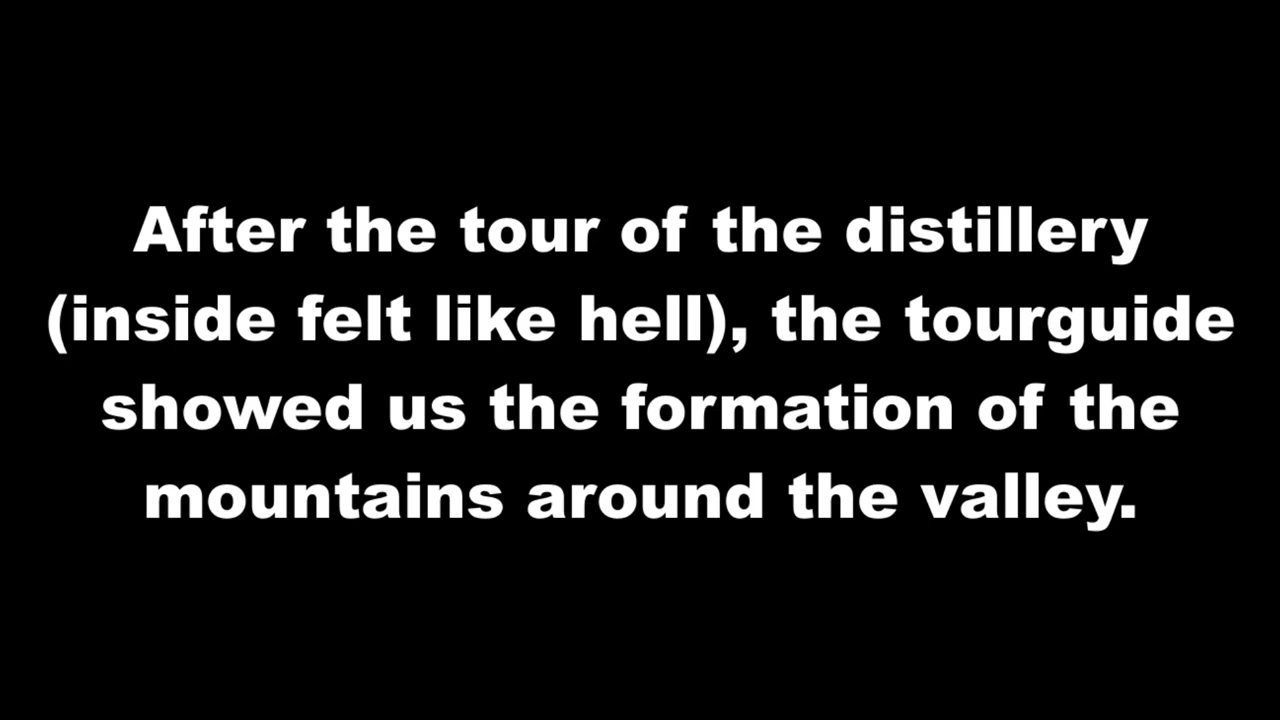 After the tour of the distillery
(inside felt like hell), the tourguide
showed us the formation of the
mountains around the valley.